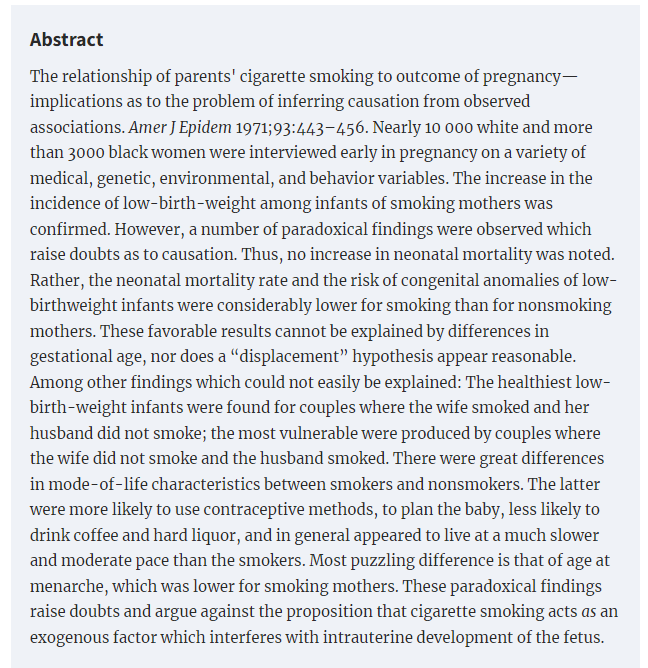 Abstract
The relationship of parents' cigarette smoking to outcome of pregnancy—
implications as to the problem of inferring causation from observed
associations. Amer J Epidem 1971;93:443–456. Nearly 10 000 white and more
than 3000 black women were interviewed early in pregnancy on a variety of
medical, genetic, environmental, and behavior variables. The increase in the
incidence of low-birth-weight among infants of smoking mothers was
confirmed. However, a number of paradoxical findings were observed which
raise doubts as to causation. Thus, no increase in neonatal mortality was noted.
Rather, the neonatal mortality rate and the risk of congenital anomalies of low-
birthweight infants were considerably lower for smoking than for nonsmoking
mothers. These favorable results cannot be explained by differences in
gestational age, nor does a “displacement” hypothesis appear reasonable.
Among other findings which could not easily be explained: The healthiest low-
birth-weight infants were found for couples where the wife smoked and her
husband did not smoke; the most vulnerable were produced by couples where
the wife did not smoke and the husband smoked. There were great differences
in mode-of-life characteristics between smokers and nonsmokers. The latter
were more likely to use contraceptive methods, to plan the baby, less likely to
drink coffee and hard liquor, and in general appeared to live at a much slower
and moderate pace than the smokers. Most puzzling difference is that of age at
menarche, which was lower for smoking mothers. These paradoxical findings
raise doubts and argue against the proposition that cigarette smoking acts as an
exogenous factor which interferes with intrauterine development of the fetus.